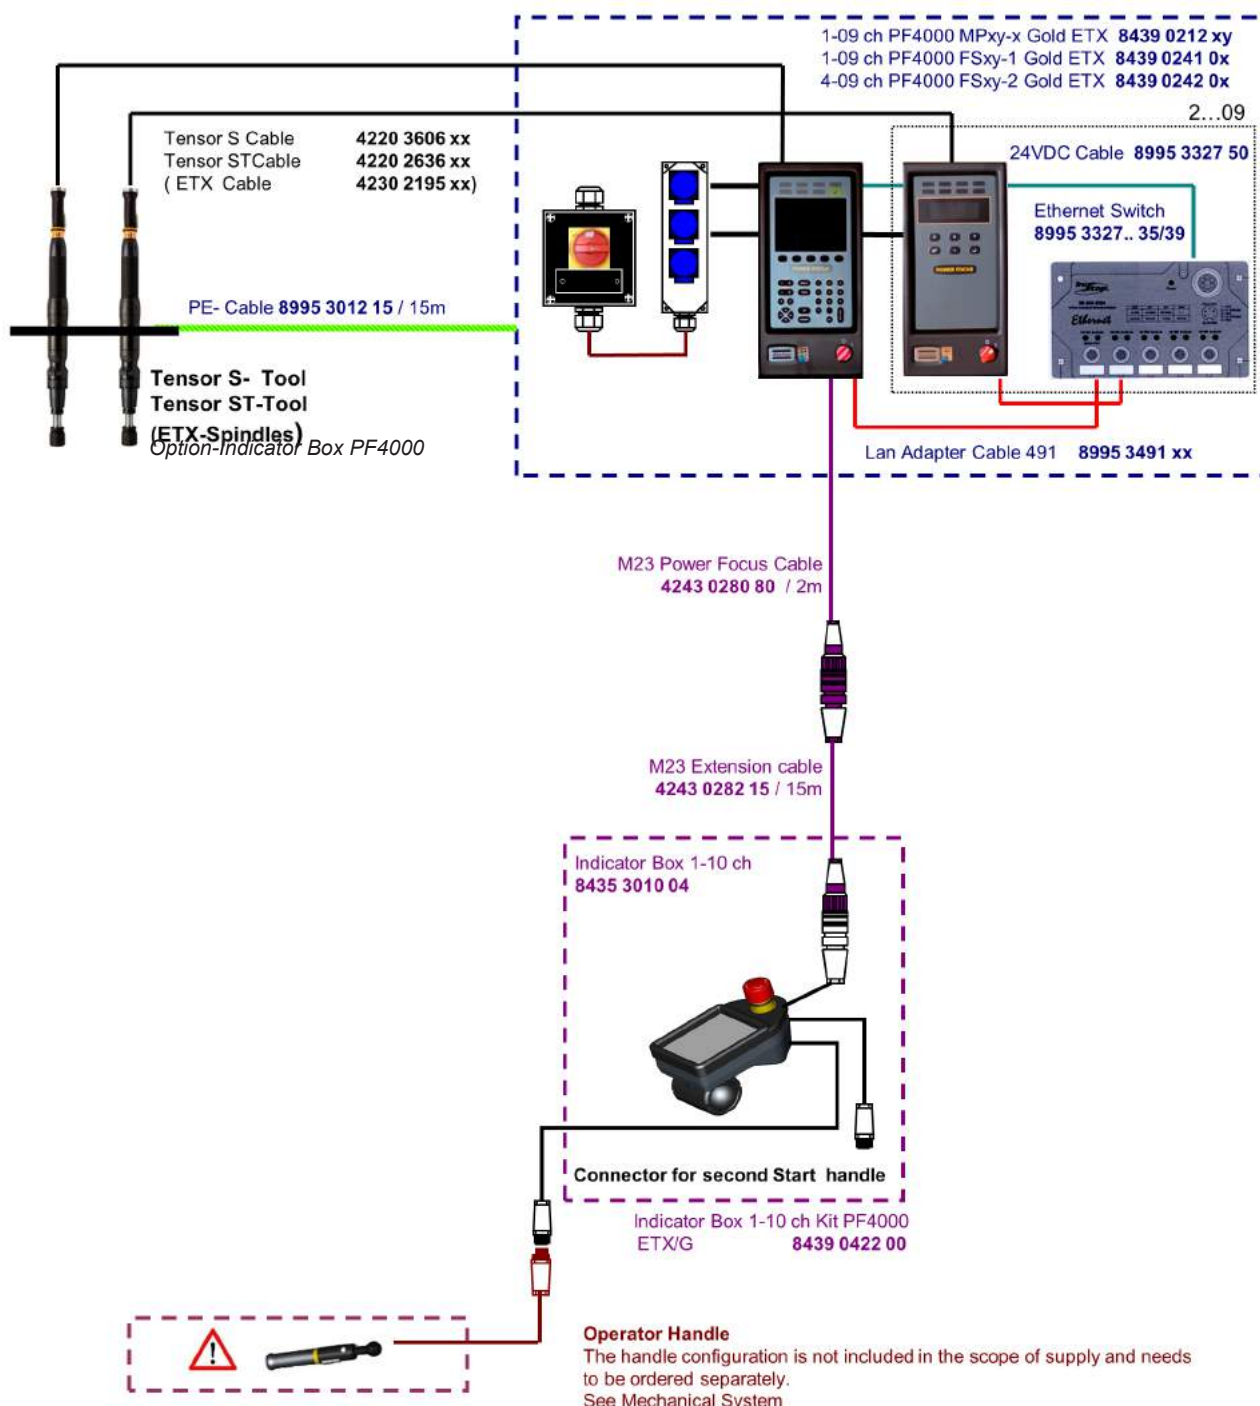 1-09 ch PF4000 MPxy-x Gold ETX 8439 0212 xy
1-09 ch PF4000 FSxy-1 Gold ETX 8439 0241 0x
4-09 ch PF4000 FSxy-2 Gold ETX 8439 0242 0x
2...09
Tensor S Cable 4220 3606 xx
Tensor STCable 4220 2636 xx
( ETX Cable 4230 2195 xx)
24VDC Cable 8995 3327 50
Ethernet Switch
8995 3327.. 35/39
Ethernet
POWER FOCUS
POWER FOCUS
PE- Cable 8995 3012 15 / 15m
Tensor S- Tool
Tensor ST-Tool
(ETX-Spindles)
Option-Indicator Box PF4000
Lan Adapter Cable 491 8995 3491 xx
M23 Power Focus Cable
4243 0280 80 / 2m
M23 Extension cable
4243 0282 15 / 15m
Indicator Box 1-10 ch
8435 3010 04
Connector for second Start handle
Indicator Box 1-10 ch Kit PF4000
ETX/G 8439 0422 00
!
Operator Handle
The handle configuration is not included in the scope of supply and needs
to be ordered separately.
See Mechanical System